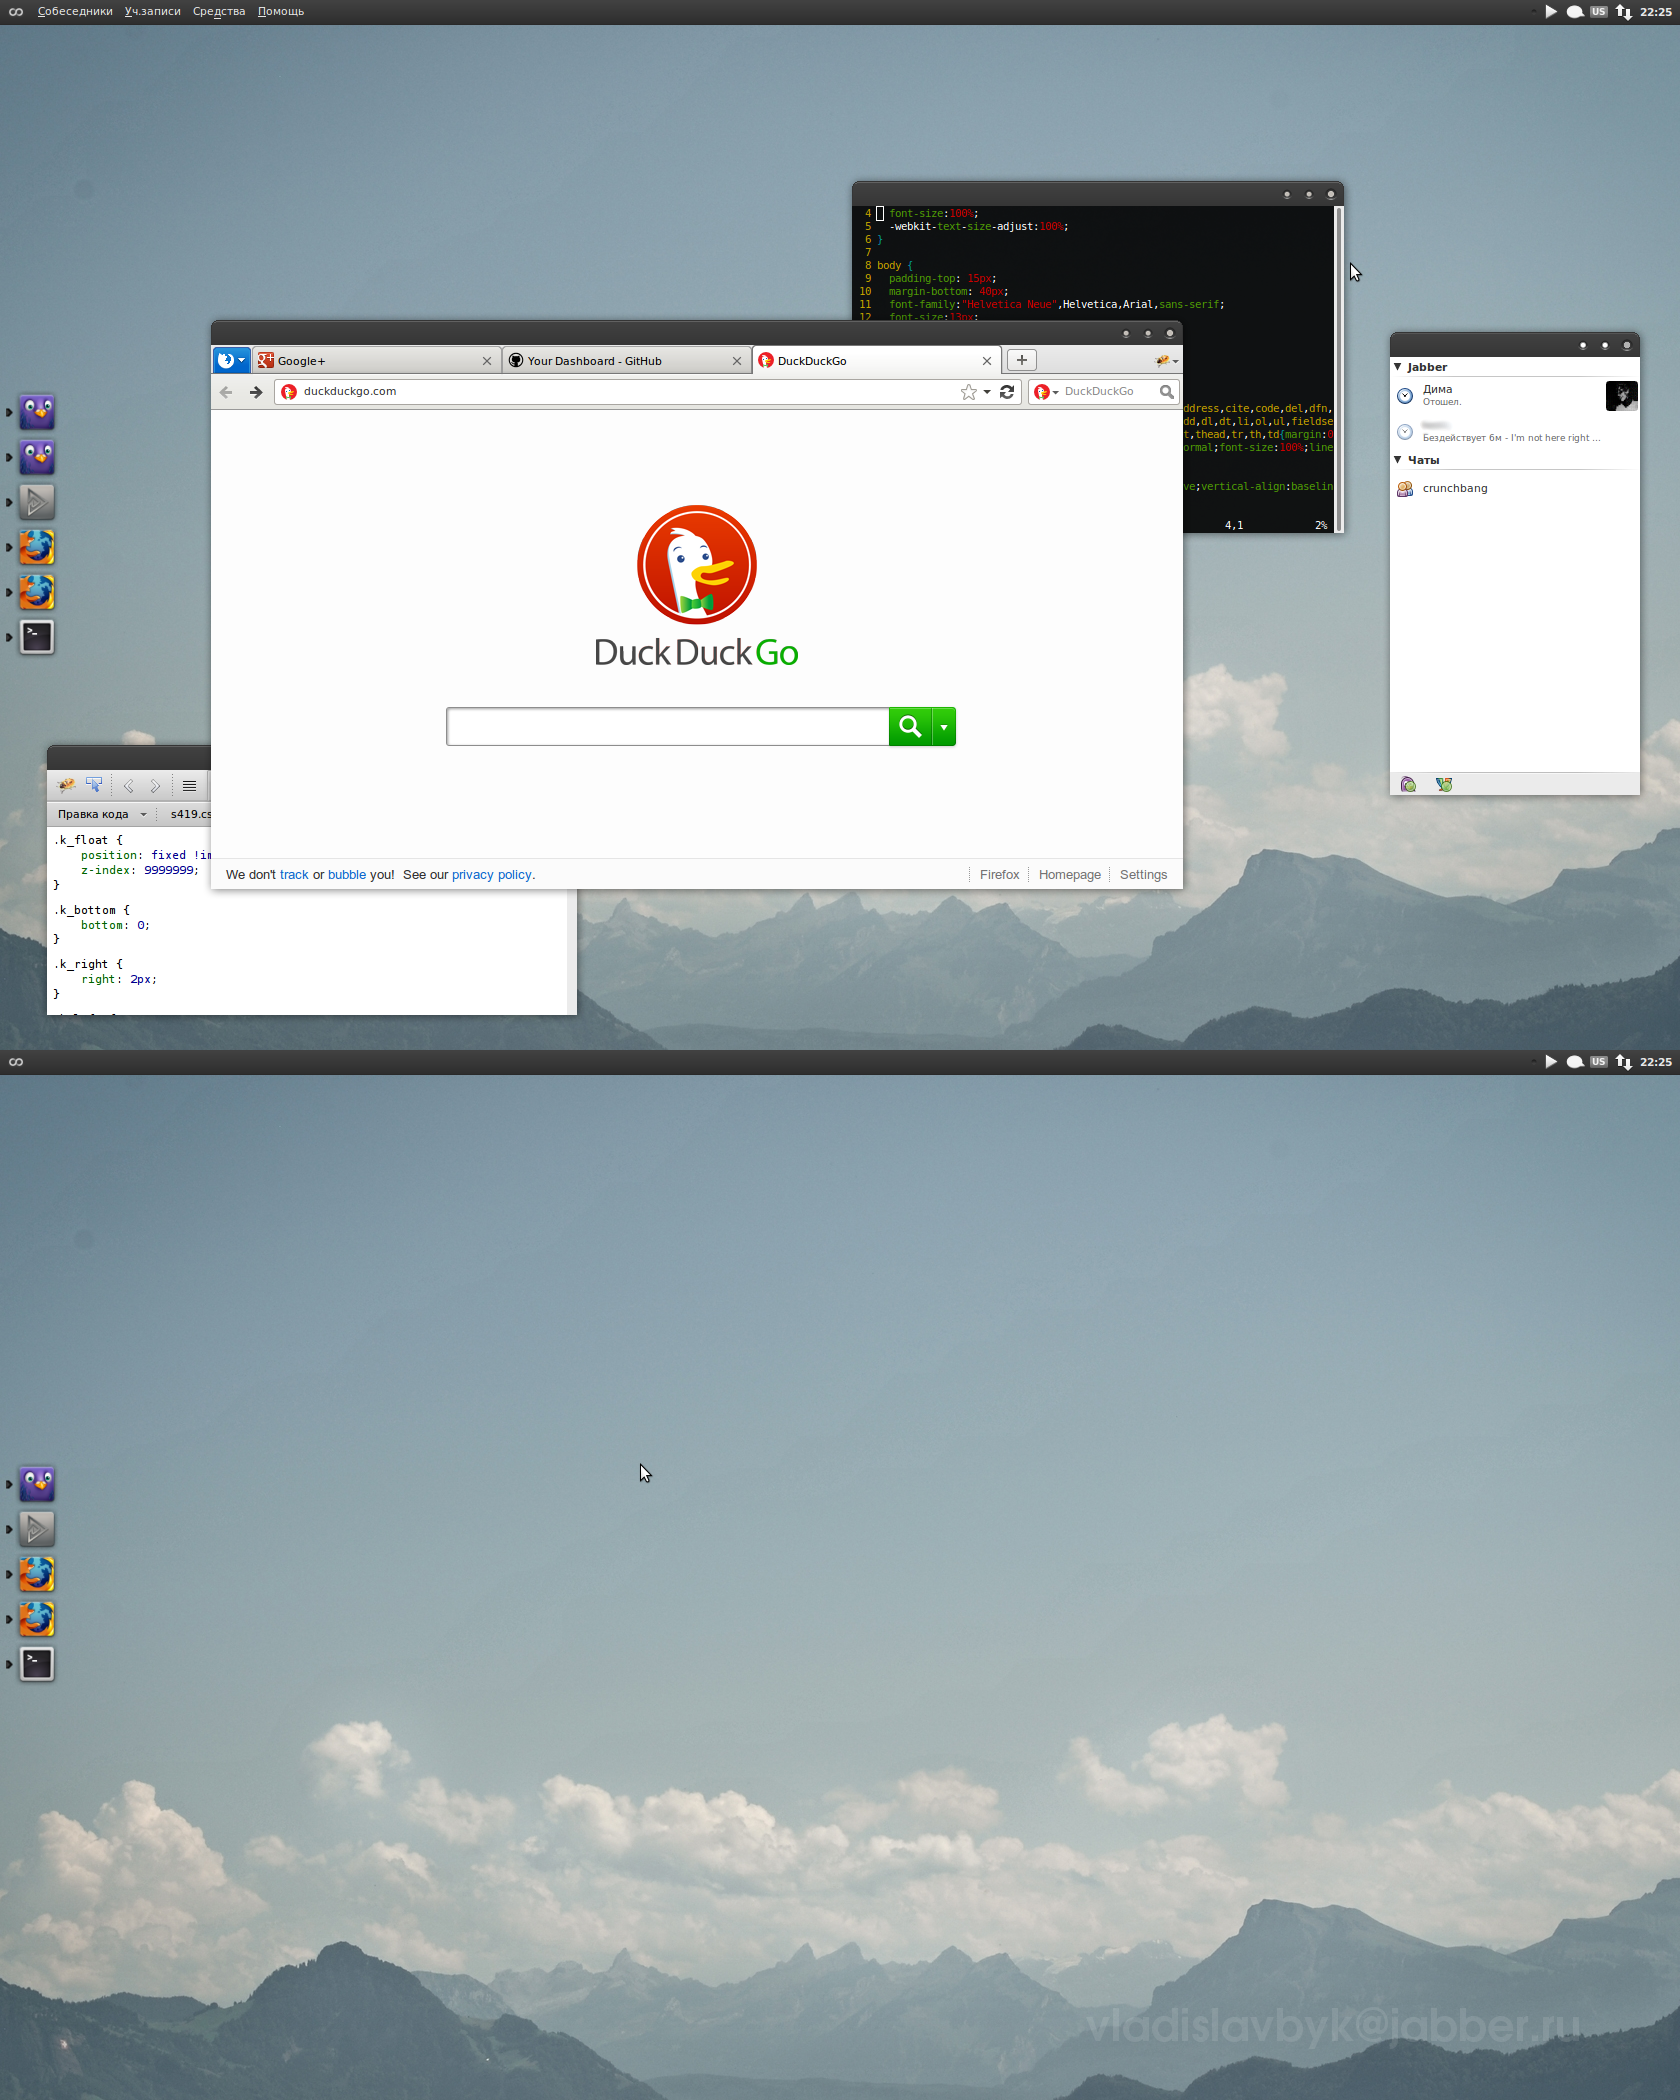 Собеседники Уч.записи Средства Помощь
US 22:25
4 font-size:100%;
5 -webkit-text-size-adjust:100%;
6 }
7
8 body {
9 padding-top: 15px;
10 margin-bottom: 40px;
11 font-family:"Helvetica Neue",Helvetica,Arial,sans-serif;
12 font-size:13px;
ddress,cite,code,del,dfn,
dd,dl,dt,li,ol,ul,fieldse
t,thead,tr,th,td{margin:0
ormal;font-size:100%;line
ve;vertical-align:baselin
4,1 2%
Google+
Your Dashboard - GitHub
DuckDuckGo
duckduckgo.com
DuckDuckGo
DuckDuckGo
We don't track or bubble you! See our privacy policy.
Firefox Homepage Settings
Jabber
Дима
Отошел.
Бездействует 6м - I'm not here right ...
Чаты
crunchbang
Правка кода s419.cs
.k_float {
position: fixed !im
z-index: 9999999;
}
.k_bottom {
bottom: 0;
}
.k_right {
right: 2px;
}
US 22:25
vladislavbyk@jabber.ru